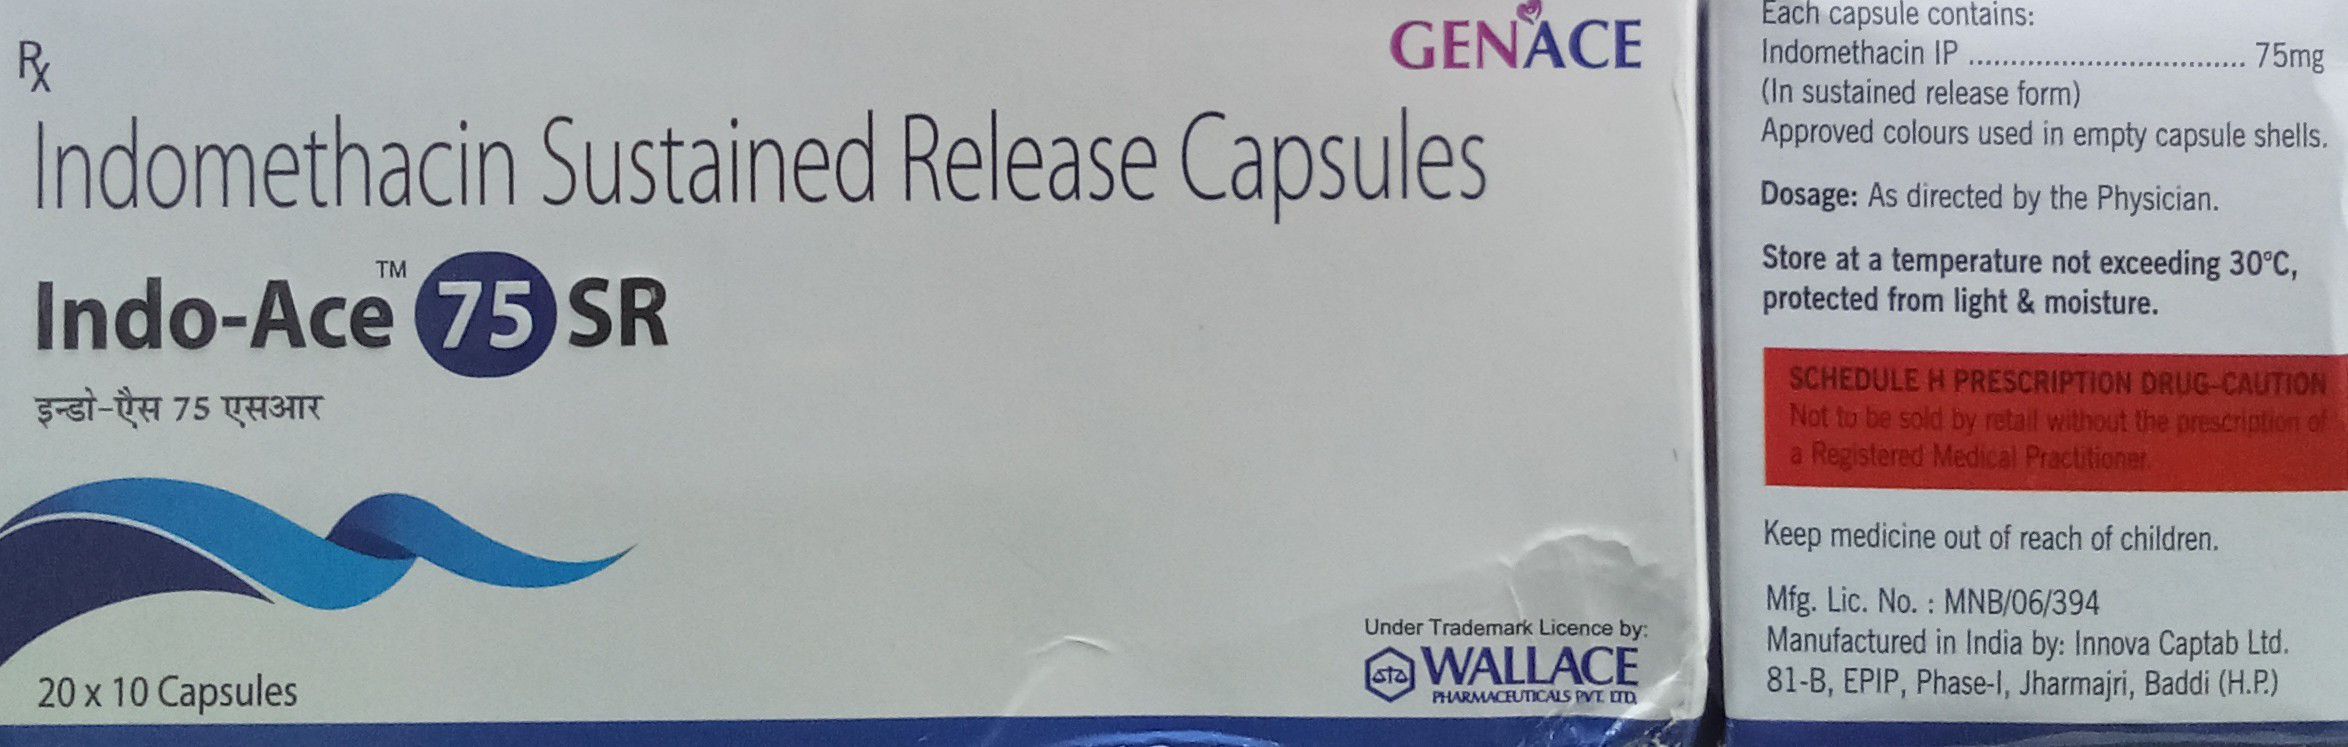 Rx
GENACE
Indomethacin Sustained Release Capsules
Indo-Ace™ 75 SR
इन्डो-एैस 75 एसआर
20 x 10 Capsules
Under Trademark Licence by:
WALLACE
PHARMACEUTICALS PVT. LTD.
Each capsule contains:
Indomethacin IP .................................. 75mg
(In sustained release form)
Approved colours used in empty capsule shells.
Dosage: As directed by the Physician.
Store at a temperature not exceeding 30°C,
protected from light & moisture.
SCHEDULE H PRESCRIPTION DRUG-CAUTION
Not to be sold by retail without the prescription of
a Registered Medical Practitioner.
Keep medicine out of reach of children.
Mfg. Lic. No. : MNB/06/394
Manufactured in India by: Innova Captab Ltd.
81-B, EPIP, Phase-I, Jharmajri, Baddi (H.P.)